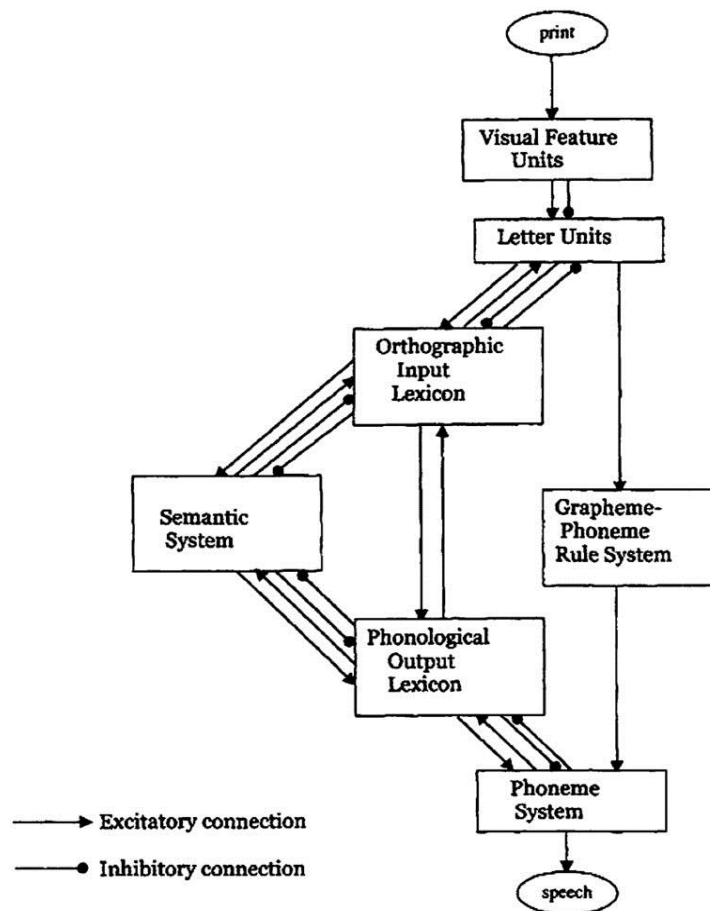 print
Visual Feature
Units
Letter Units
Orthographic
Input
Lexicon
Semantic
System
Grapheme-
Phoneme
Rule System
Phonological
Output
Lexicon
Phoneme
System
Excitatory connection
Inhibitory connection
speech